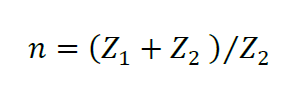 n = (Z₁ + Z₂ )/Z₂